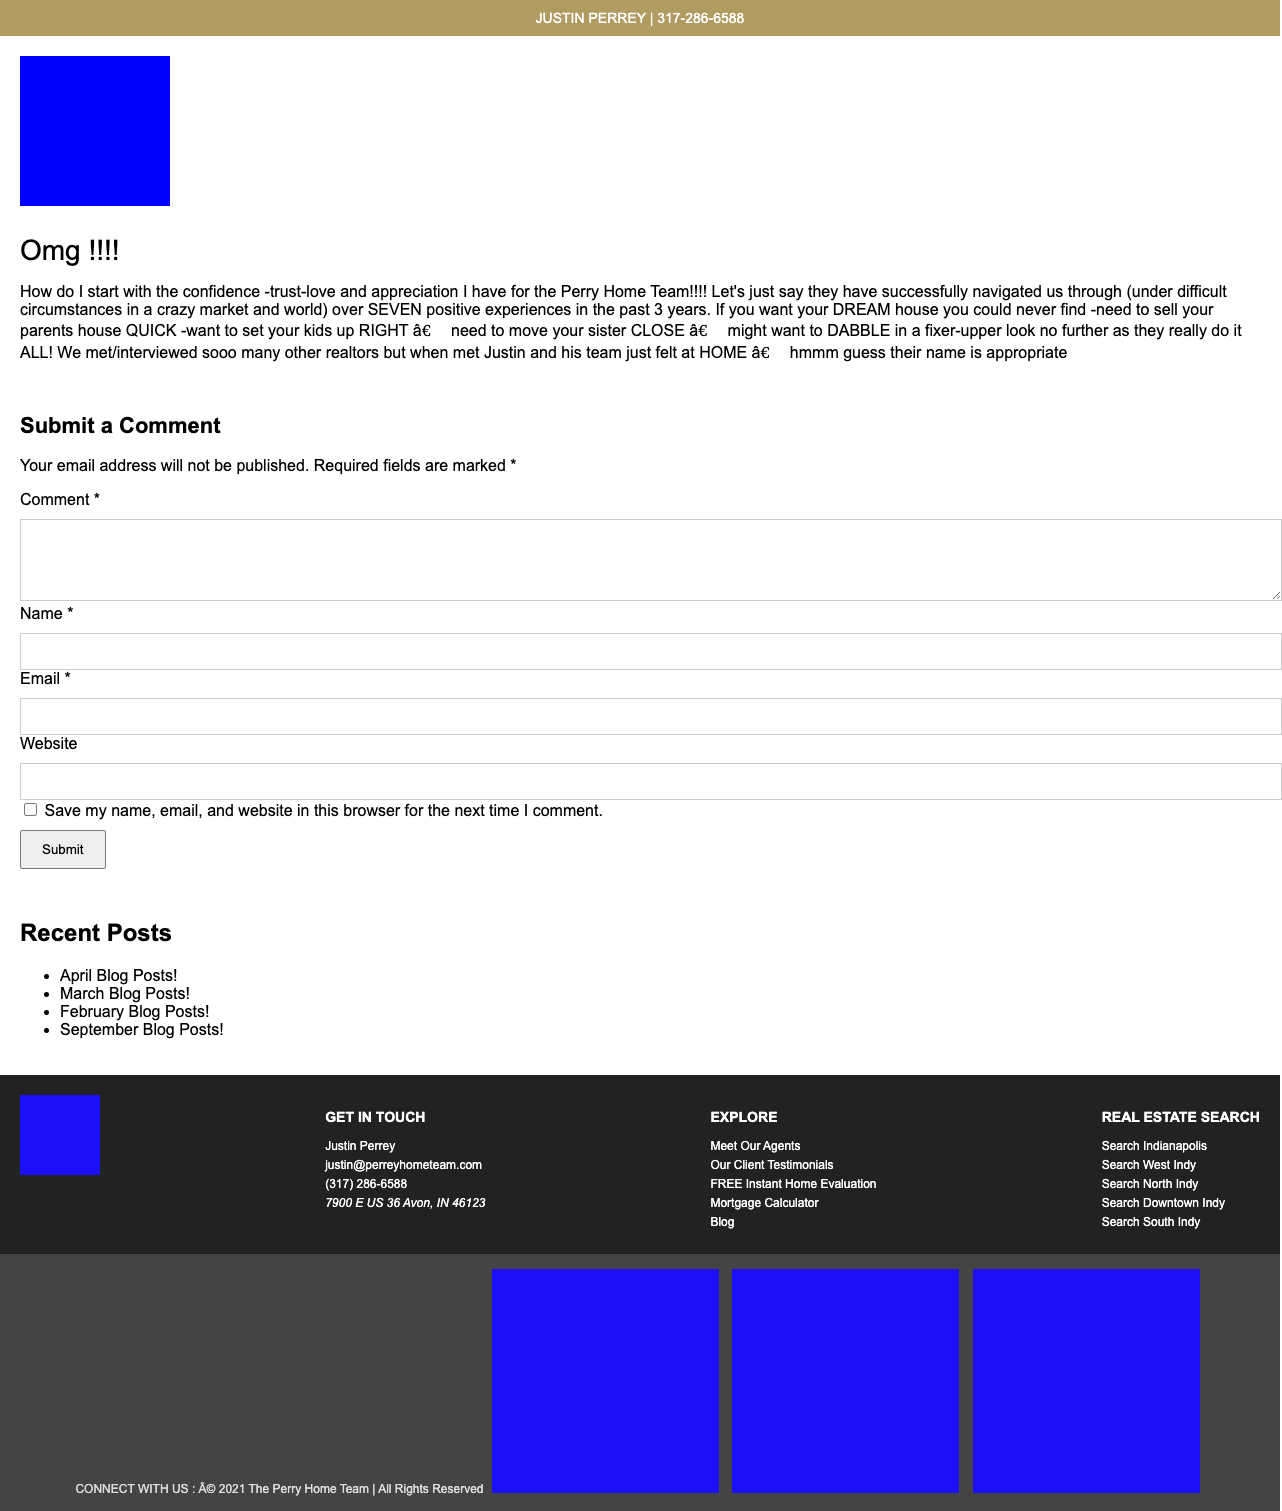 JUSTIN PERREY | 317-286-6588
Omg !!!!
How do I start with the confidence -trust-love and appreciation I have for the Perry Home Team!!!! Let's just say they have successfully navigated us through (under difficult
circumstances in a crazy market and world) over SEVEN positive experiences in the past 3 years. If you want your DREAM house you could never find -need to sell your
parents house QUICK -want to set your kids up RIGHT â€ need to move your sister CLOSE â€ might want to DABBLE in a fixer-upper look no further as they really do it
ALL! We met/interviewed sooo many other realtors but when met Justin and his team just felt at HOME â€ hmmm guess their name is appropriate
Submit a Comment
Your email address will not be published. Required fields are marked *
Comment *
Name *
Email *
Website
Save my name, email, and website in this browser for the next time I comment.
Submit
Recent Posts
• April Blog Posts!
• March Blog Posts!
• February Blog Posts!
• September Blog Posts!
GET IN TOUCH
Justin Perrey
justin@perreyhometeam.com
(317) 286-6588
7900 E US 36 Avon, IN 46123
EXPLORE
Meet Our Agents
Our Client Testimonials
FREE Instant Home Evaluation
Mortgage Calculator
Blog
REAL ESTATE SEARCH
Search Indianapolis
Search West Indy
Search North Indy
Search Downtown Indy
Search South Indy
CONNECT WITH US : Â© 2021 The Perry Home Team | All Rights Reserved